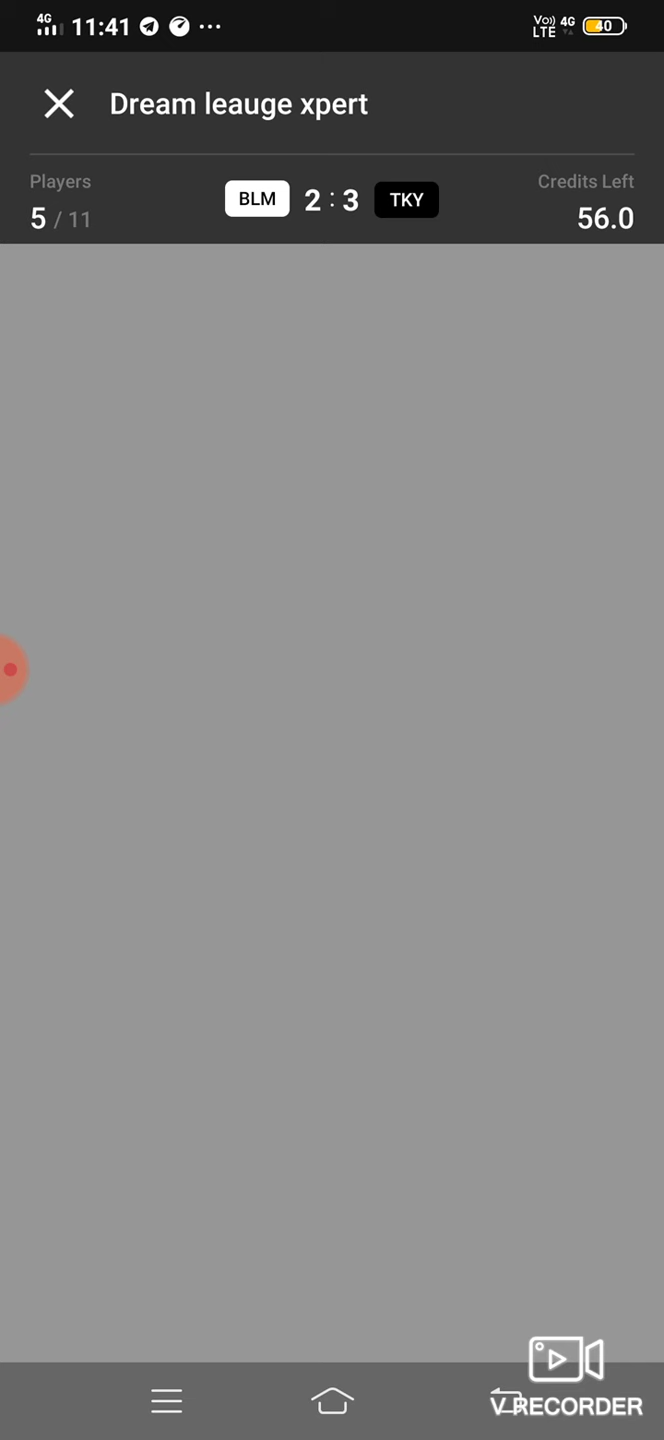 4G 11:41 ... Vo)) LTE 4G 40
Dream leauge xpert
Players Credits Left
5 / 11 BLM 2 : 3 TKY 56.0
V RECORDER